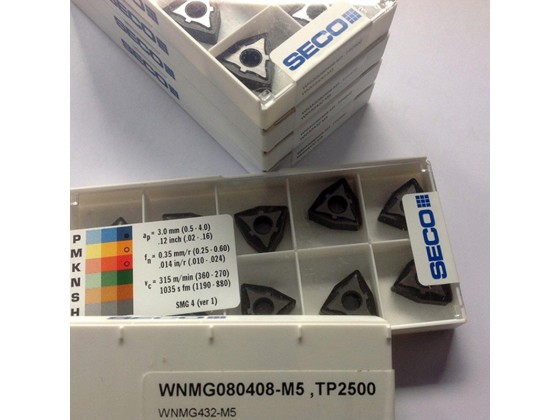 SECO
SECO
P
M
K
N
S
H
ap = 3.0 mm (0.5 - 4.0)
.12 inch (.02 - .16)
fn = 0.35 mm/r (0.25 - 0.60)
.014 in/r (.010 - .024)
vc = 315 m/min (360 - 270)
1035 s fm (1190 - 880)
SMG 4 (ver 1)
SECO
WNMG080408-M5 ,TP2500
WNMG432-M5